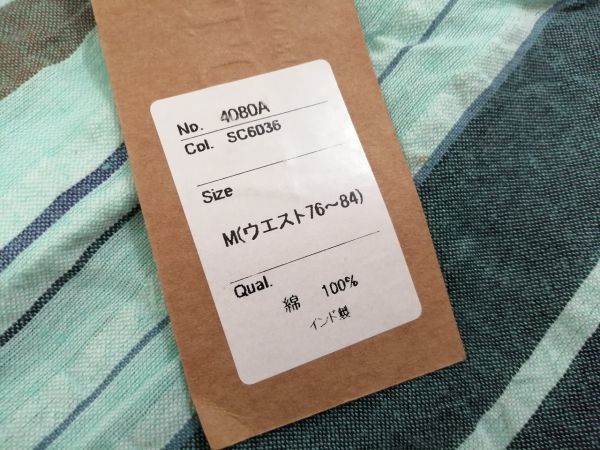 No. 4080A
Col. SC6036
Size
M(ウエスト76～84)
Qual.
綿 100%
インド製